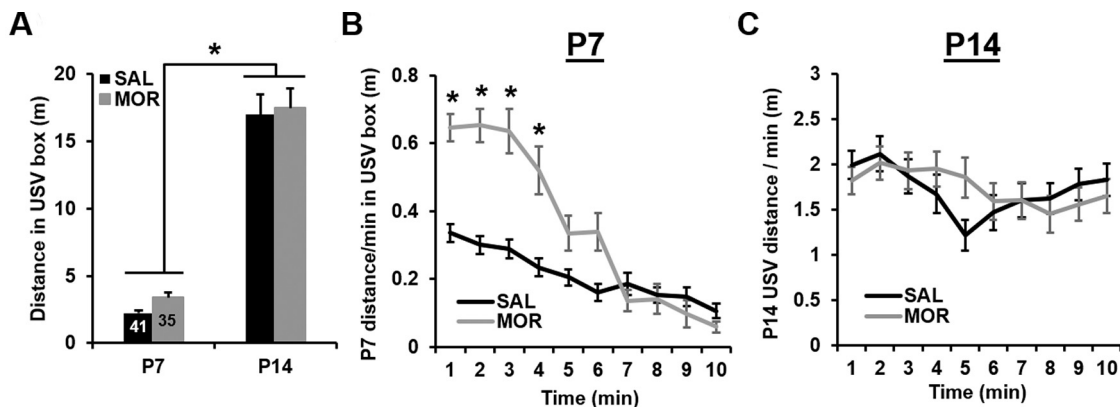 A
Distance in USV box (m)
20
15
10
5
0
SAL
MOR
*
41
35
P7
P14
B
P7
P7 distance/min in USV box (m)
0.8
0.6
0.4
0.2
0
* * * *
SAL
MOR
1 2 3 4 5 6 7 8 9 10
Time (min)
C
P14
P14 USV distance / min (m)
3
2.5
2
1.5
1
0.5
0
SAL
MOR
1 2 3 4 5 6 7 8 9 10
Time (min)